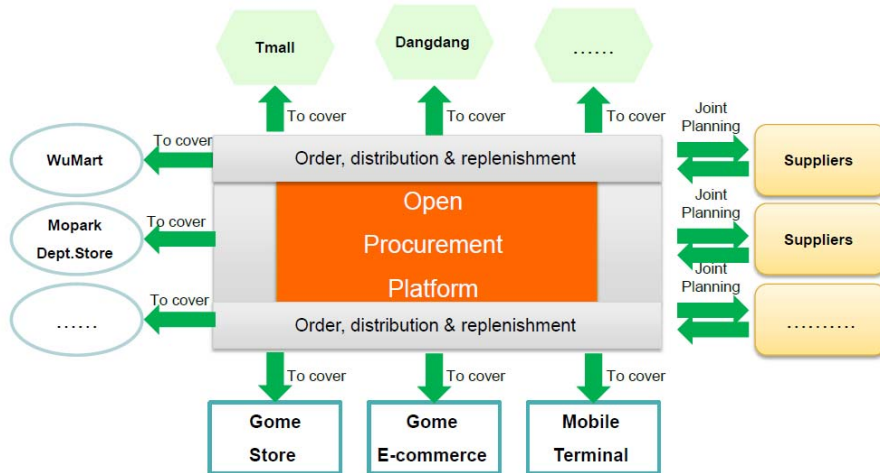 Tmall
Dangdang
......
To cover
To cover
To cover
Joint
Planning
To cover
WuMart
Order, distribution & replenishment
Suppliers
Open
Procurement
Platform
Joint
Planning
To cover
Mopark
Dept.Store
Suppliers
Joint
Planning
To cover
......
Order, distribution & replenishment
..........
To cover
To cover
To cover
Gome
Store
Gome
E-commerce
Mobile
Terminal